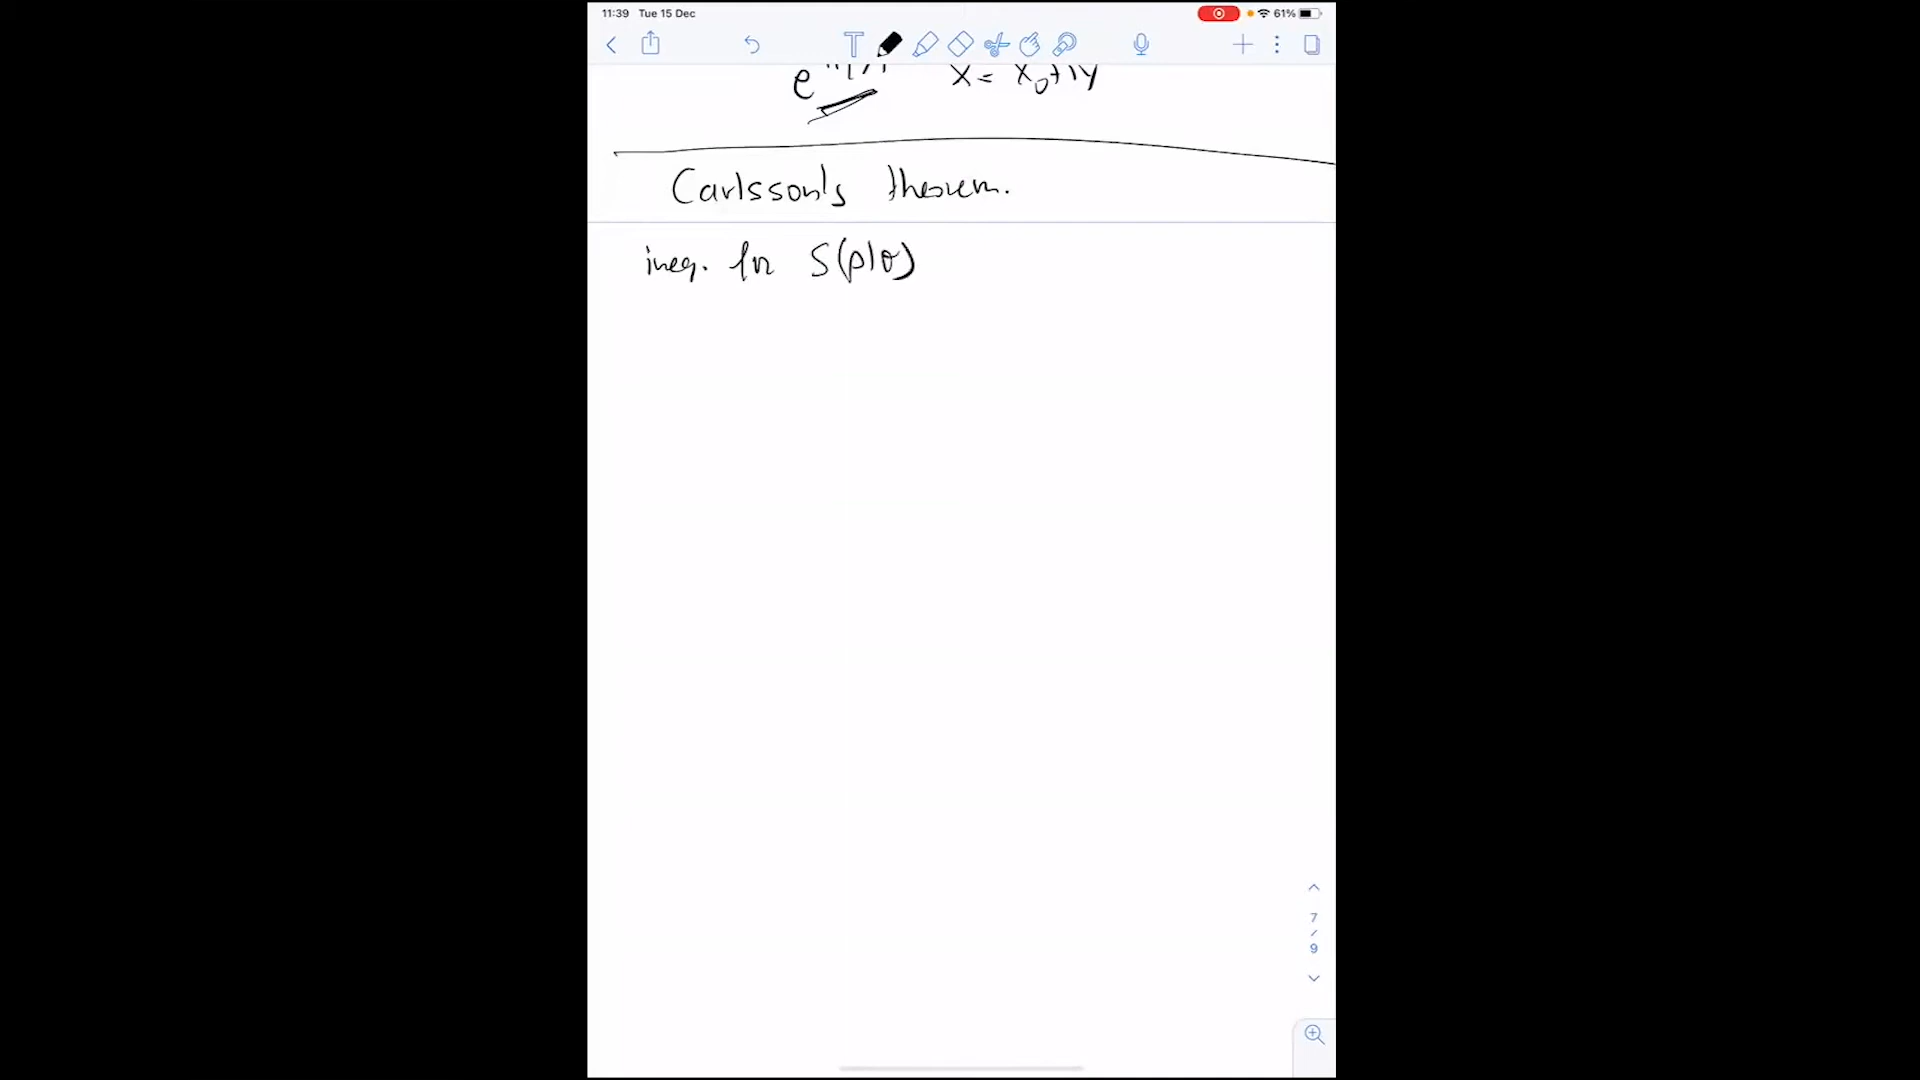 11:39 Tue 15 Dec
61%
T
e x = x₀+iy
Carlsson's theorem.
ineq. for S(ρ|σ)
7
/
9